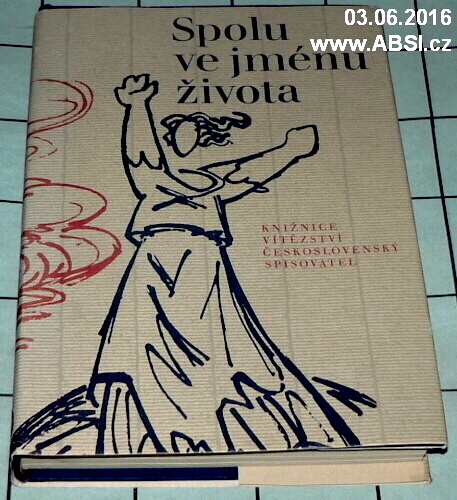 03.06.2016
www.ABSI.cz
Spolu
ve jménu
života
KNIŽNICE
VÍTĚZSTVÍ
ČESKOSLOVENSKÝ
SPISOVATEL